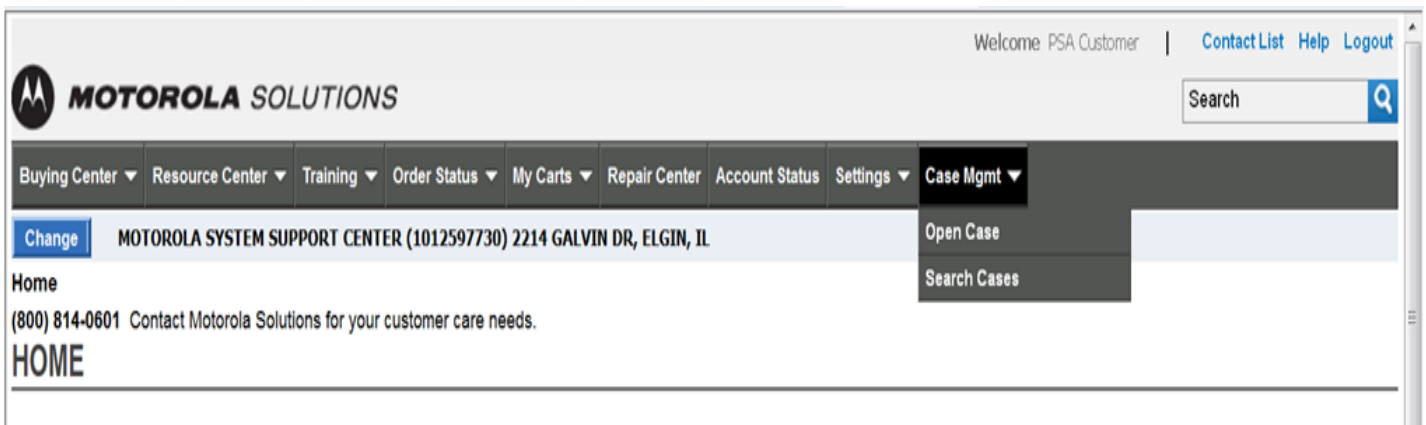 Welcome PSA Customer | Contact List Help Logout
MOTOROLA SOLUTIONS
Search
Buying Center Resource Center Training Order Status My Carts Repair Center Account Status Settings Case Mgmt
Change MOTOROLA SYSTEM SUPPORT CENTER (1012597730) 2214 GALVIN DR, ELGIN, IL
Open Case
Search Cases
Home
(800) 814-0601 Contact Motorola Solutions for your customer care needs.
HOME